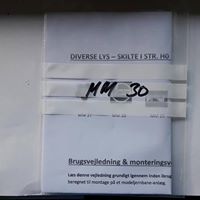 DIVERSE LYS – SKILTE I STR. H0
MM 30
Brugsvejledning & monteringsv
Læs denne vejledning grundigt igennem inden ibrug
beregnet til montage på et modeljernbane-anlæg.